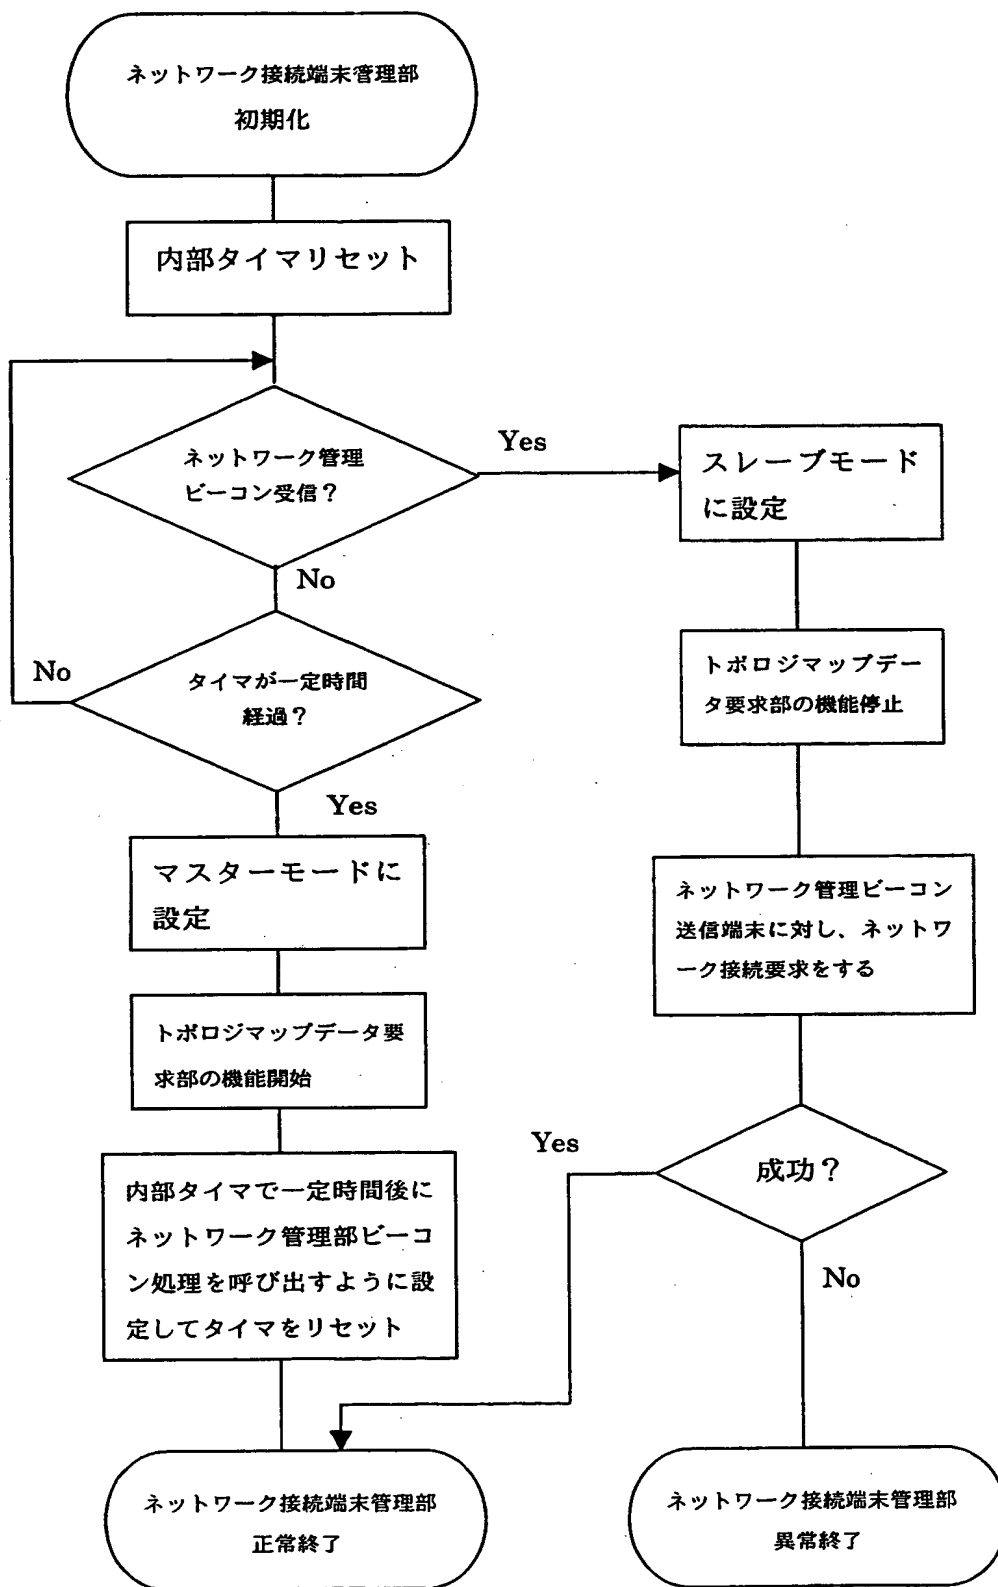 ネットワーク接続端末管理部
初期化
内部タイマリセット
ネットワーク管理
ビーコン受信？
Yes
スレーブモード
に設定
No
No
タイマが一定時間
経過？
トポロジマップデー
タ要求部の機能停止
Yes
マスターモードに
設定
ネットワーク管理ビーコン
送信端末に対し、ネットワ
ーク接続要求をする
トポロジマップデータ要
求部の機能開始
Yes
成功？
内部タイマで一定時間後に
ネットワーク管理部ビーコ
ン処理を呼び出すように設
定してタイマをリセット
No
ネットワーク接続端末管理部
正常終了
ネットワーク接続端末管理部
異常終了